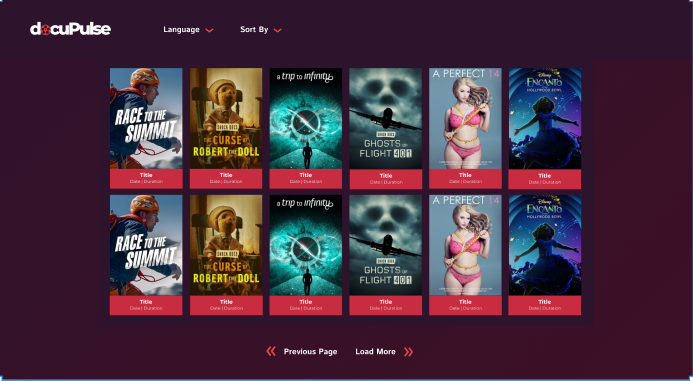 docuPulse
Language
Sort By
RACE TO THE
SUMMIT
Title
Date | Duration
SHOCK DOCS
THE CURSE OF
ROBERT THE DOLL
Title
Date | Duration
a trip to infinity
Title
Date | Duration
SHOCK DOCS
GHOSTS OF
FLIGHT 401
Title
Date | Duration
A PERFECT 14
Title
Date | Duration
Disney
ENCANTO
AT THE
HOLLYWOOD BOWL
Title
Date | Duration
RACE TO THE
SUMMIT
Title
Date | Duration
SHOCK DOCS
THE CURSE OF
ROBERT THE DOLL
Title
Date | Duration
a trip to infinity
Title
Date | Duration
SHOCK DOCS
GHOSTS OF
FLIGHT 401
Title
Date | Duration
A PERFECT 14
Title
Date | Duration
Disney
ENCANTO
AT THE
HOLLYWOOD BOWL
Title
Date | Duration
Previous Page
Load More